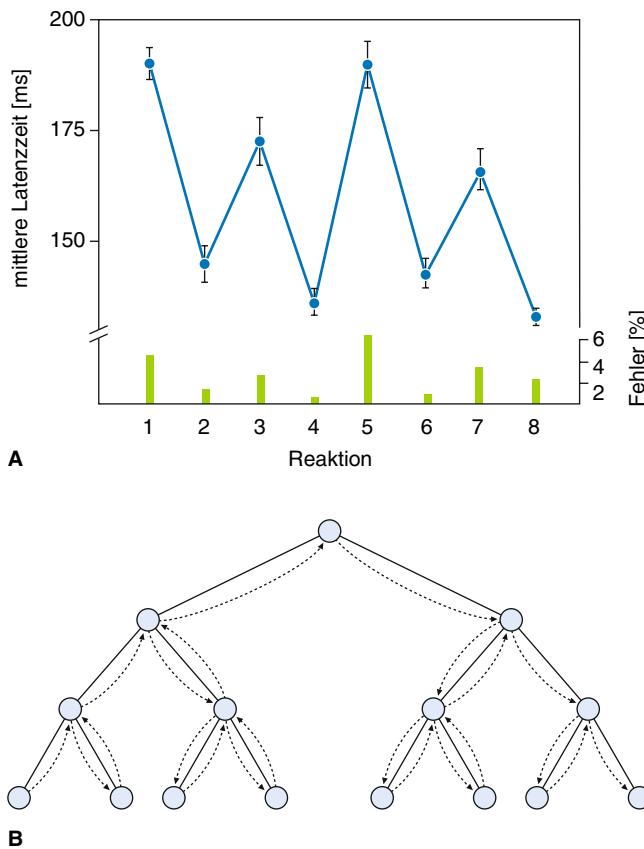 200
175
150
mittlere Latenzzeit [ms]
6
4
2
Fehler [%]
1 2 3 4 5 6 7 8
Reaktion
A
B